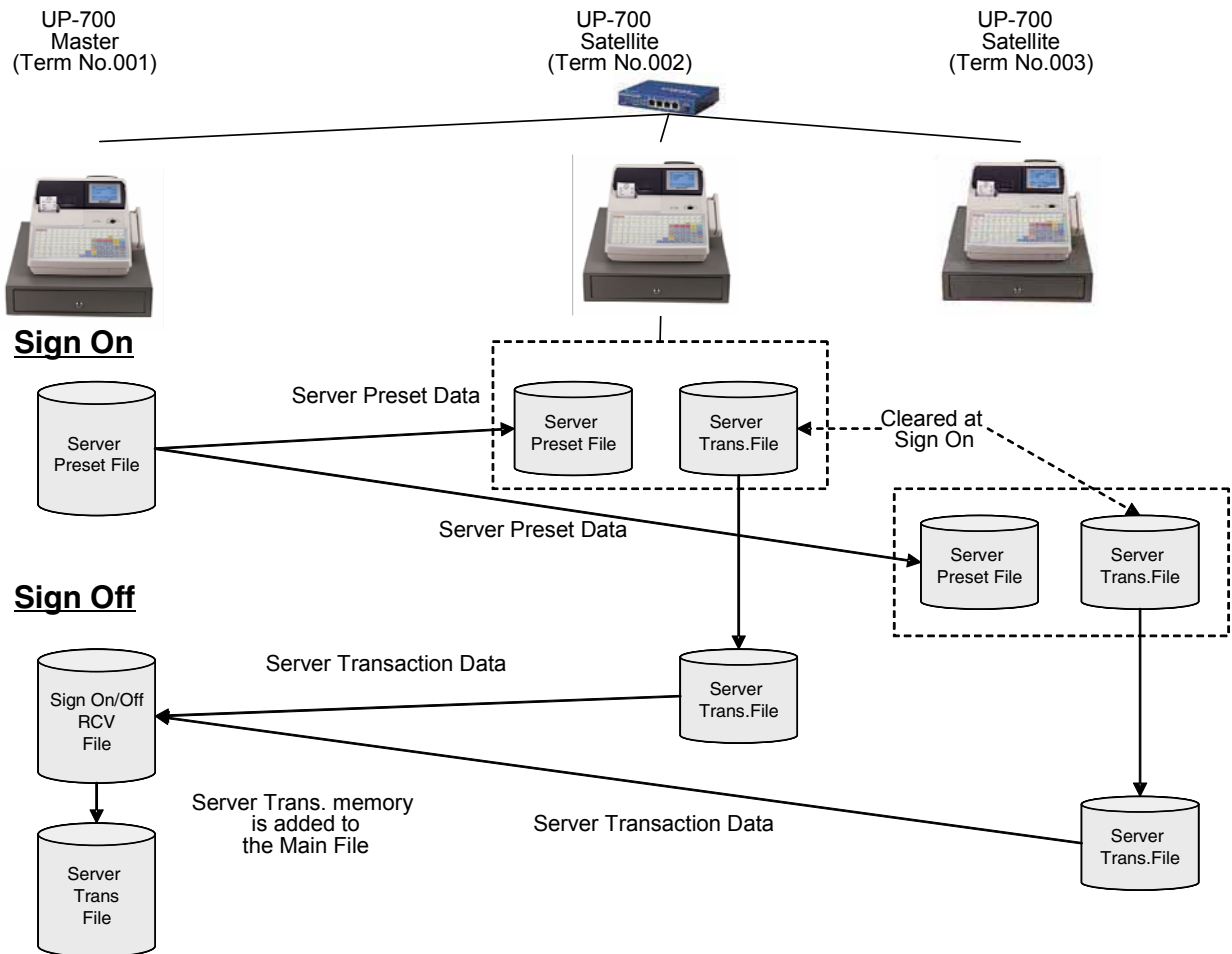 UP-700
Master
(Term No.001)
UP-700
Satellite
(Term No.002)
UP-700
Satellite
(Term No.003)
Sign On
Server
Preset File
Server Preset Data
Server
Preset File
Server
Trans.File
Cleared at
Sign On
Server Preset Data
Server
Preset File
Server
Trans.File
Sign Off
Sign On/Off
RCV
File
Server Transaction Data
Server
Trans.File
Server Trans. memory
is added to
the Main File
Server Transaction Data
Server
Trans.File
Server
Trans
File